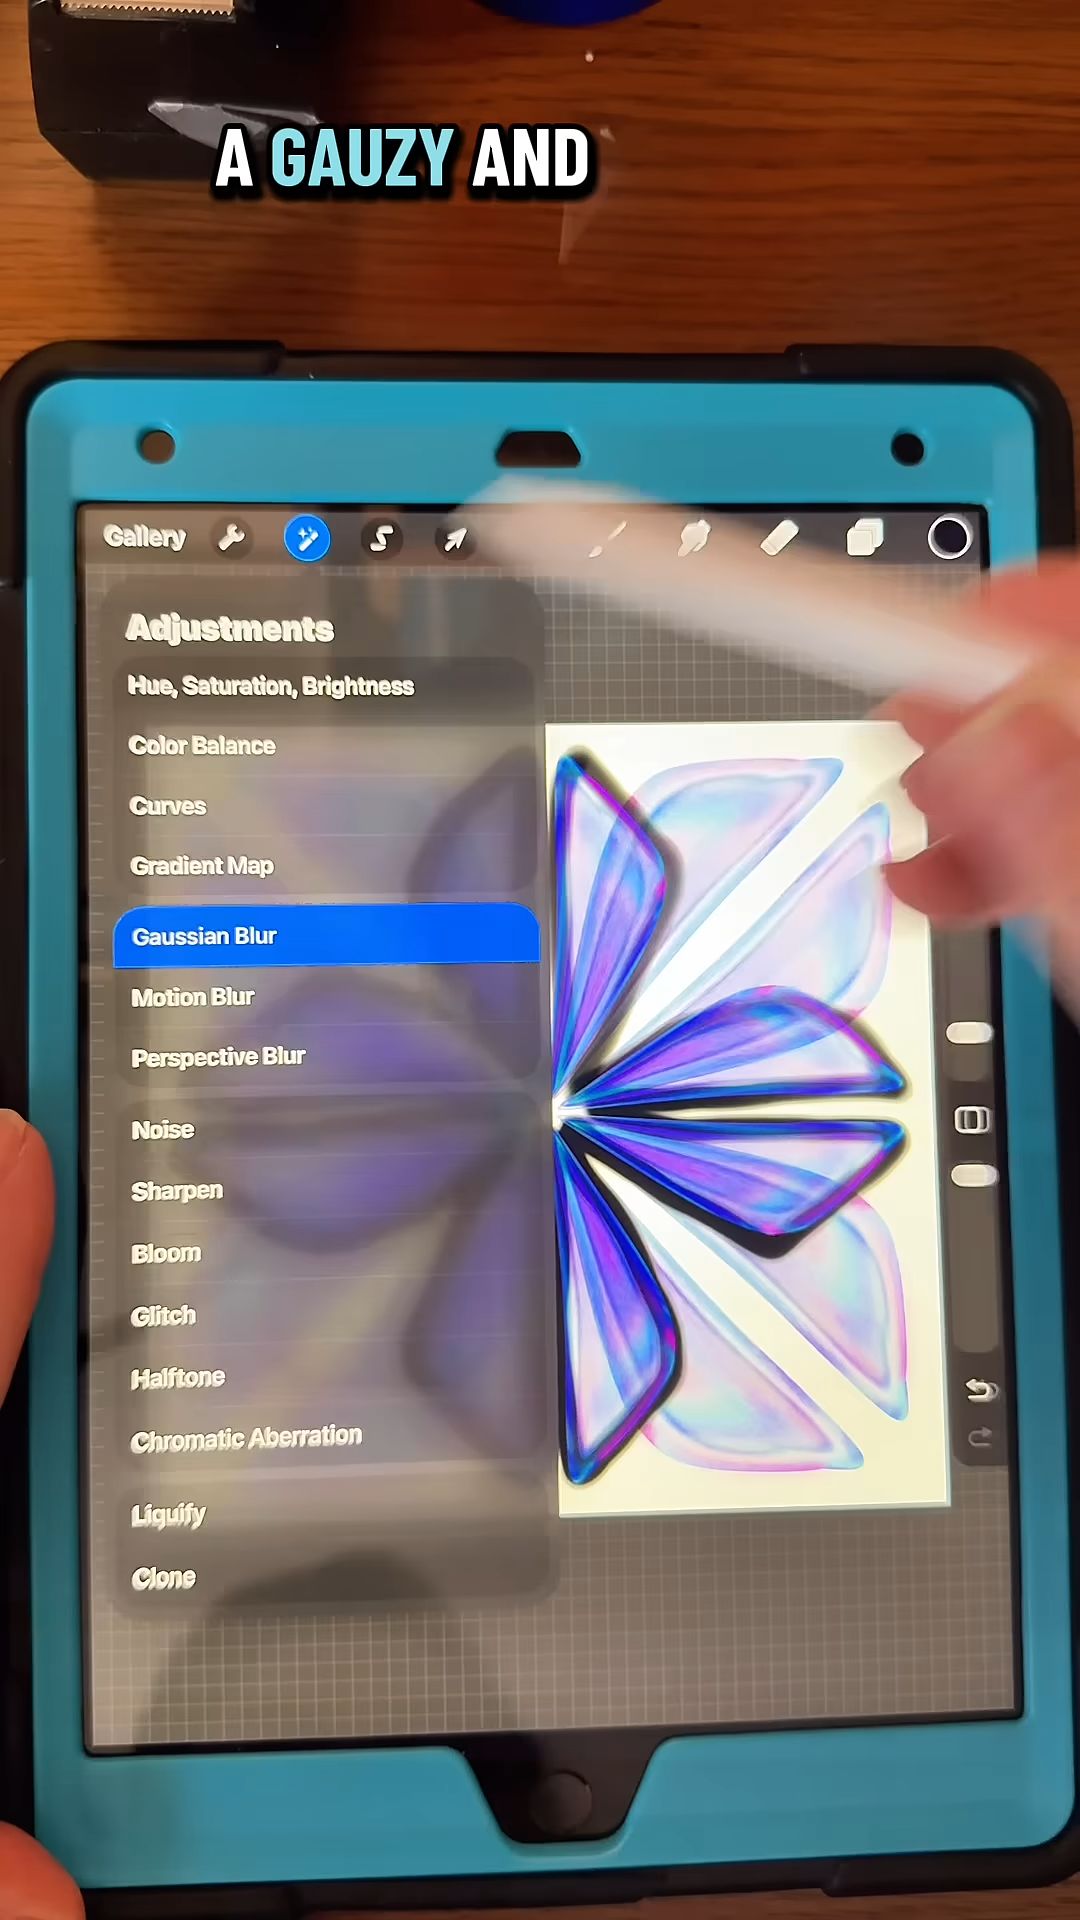 A GAUZY AND
Gallery
Adjustments
Hue, Saturation, Brightness
Color Balance
Curves
Gradient Map
Gaussian Blur
Motion Blur
Perspective Blur
Noise
Sharpen
Bloom
Glitch
Halftone
Chromatic Aberration
Liquify
Clone